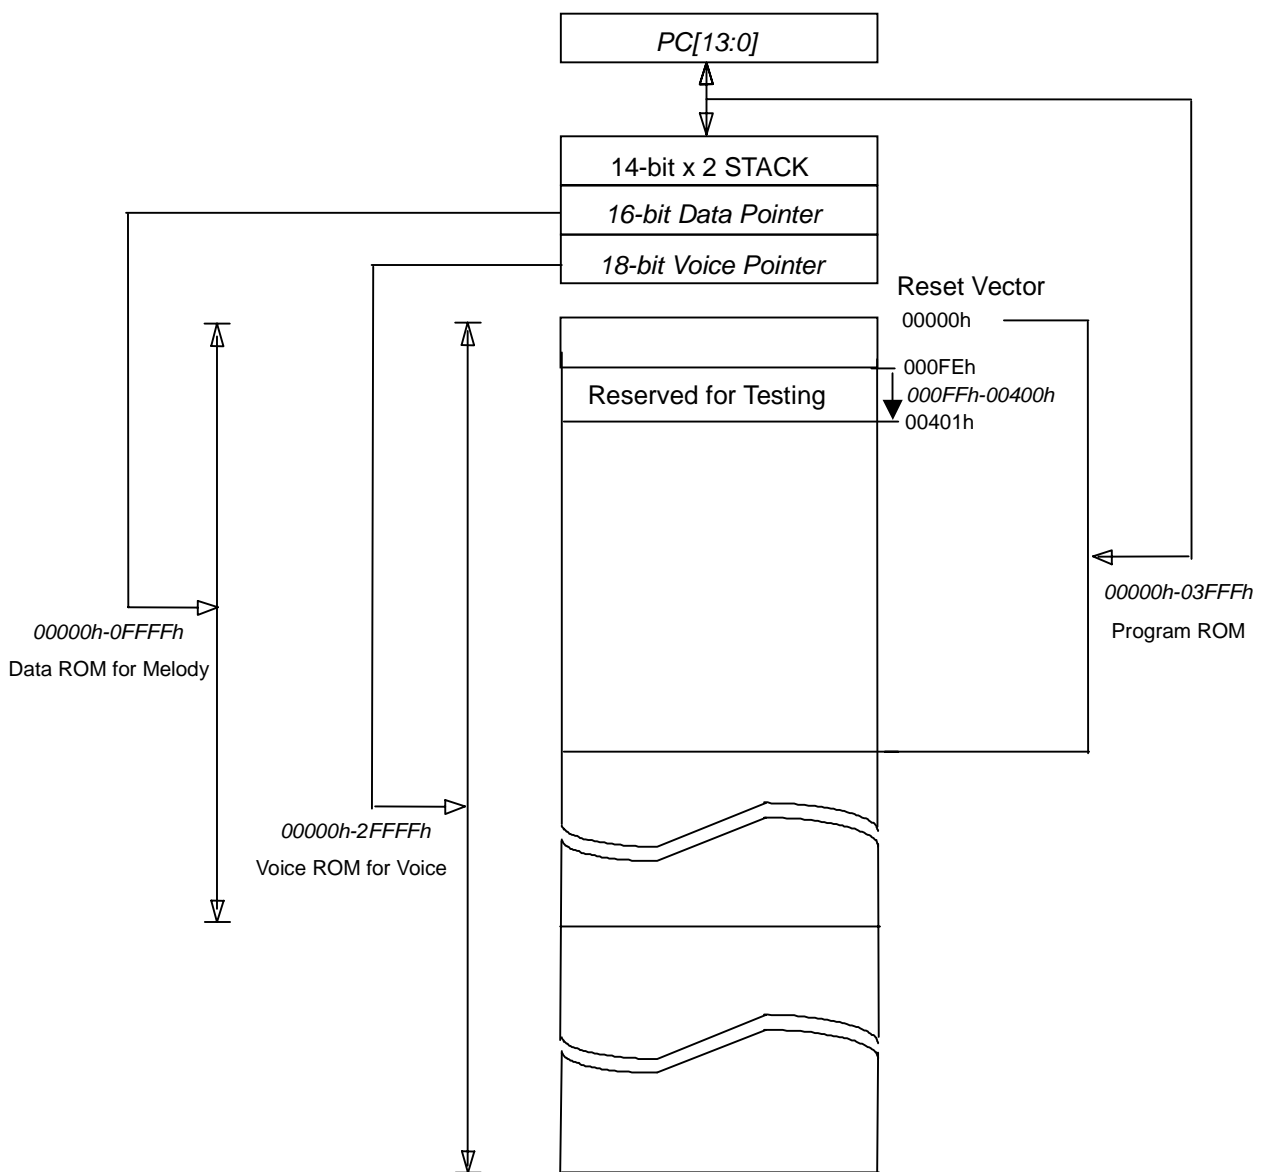 PC[13:0]
14-bit x 2 STACK
16-bit Data Pointer
18-bit Voice Pointer
Reset Vector
00000h
000FEh
Reserved for Testing
000FFh-00400h
00401h
00000h-03FFFh
Program ROM
00000h-0FFFFh
Data ROM for Melody
00000h-2FFFFh
Voice ROM for Voice